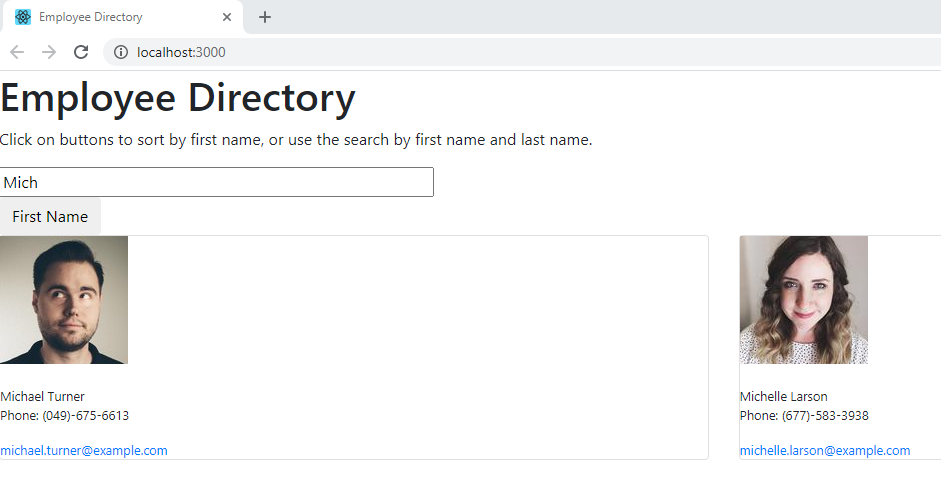 Employee Directory
localhost:3000
Employee Directory
Click on buttons to sort by first name, or use the search by first name and last name.
Mich
First Name
Michael Turner
Phone: (049)-675-6613
michael.turner@example.com
Michelle Larson
Phone: (677)-583-3938
michelle.larson@example.com